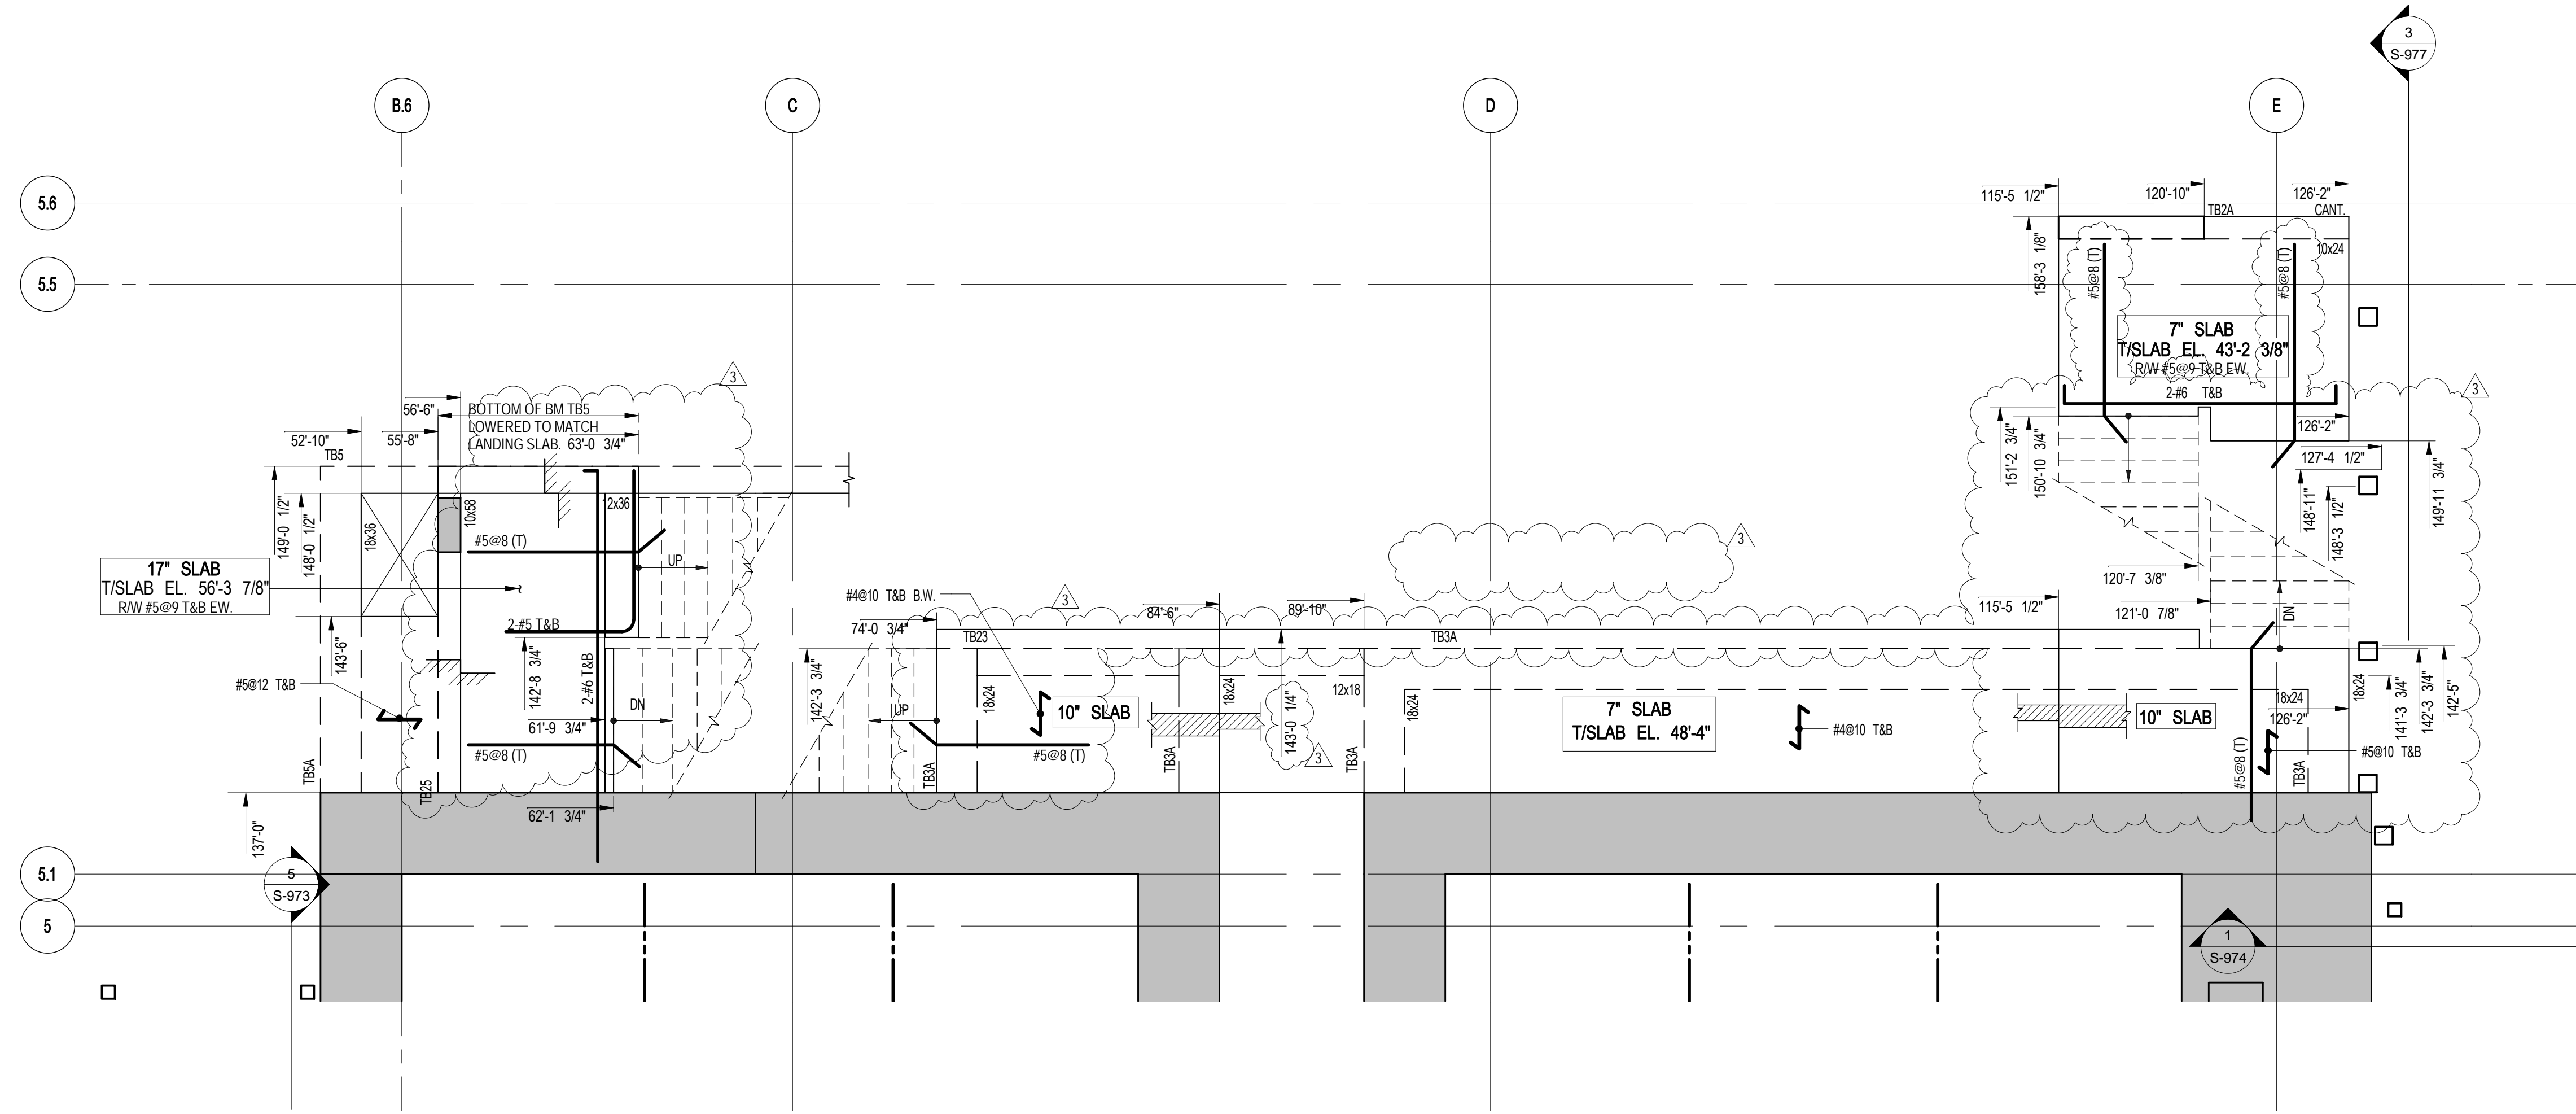 3
S-977
B.6
C
D
E
5.6
5.5
5.1
5
115'-5 1/2"
120'-10"
126'-2"
TB2A
CANT.
10x24
158'-3 1/8"
#5@8 (T)
#5@8 (T)
7" SLAB
T/SLAB EL. 43'-2 3/8"
R/W #5@9 T&B EW.
2-#6 T&B
3
3
56'-6"
BOTTOM OF BM TB5
LOWERED TO MATCH
LANDING SLAB.
63'-0 3/4"
52'-10"
55'-8"
TB5
126'-2"
127'-4 1/2"
151'-2 3/4"
150'-10 3/4"
148'-11"
148'-3 1/2"
149'-11 3/4"
149'-0 1/2"
148'-0 1/2"
18x36
10x58
12x36
#5@8 (T)
UP
17" SLAB
T/SLAB EL. 56'-3 7/8"
R/W #5@9 T&B EW.
2-#5 T&B
143'-6"
142'-8 3/4"
2-#6 T&B
#5@12 T&B
61'-9 3/4"
DN
#5@8 (T)
TB5A
TB25
62'-1 3/4"
137'-0"
5
S-973
142'-3 3/4"
UP
74'-0 3/4"
#4@10 T&B B.W.
3
84'-6"
89'-10"
TB23
TB3A
18x24
10" SLAB
18x24
12x18
143'-0 1/4"
3
#5@8 (T)
TB3A
TB3A
TB3A
3
18x24
7" SLAB
T/SLAB EL. 48'-4"
#4@10 T&B
120'-7 3/8"
115'-5 1/2"
121'-0 7/8"
DN
10" SLAB
18x24
126'-2"
18x24
141'-3 3/4"
142'-3 3/4"
142'-5"
#5@10 T&B
#5@8 (T)
TB3A
1
S-974